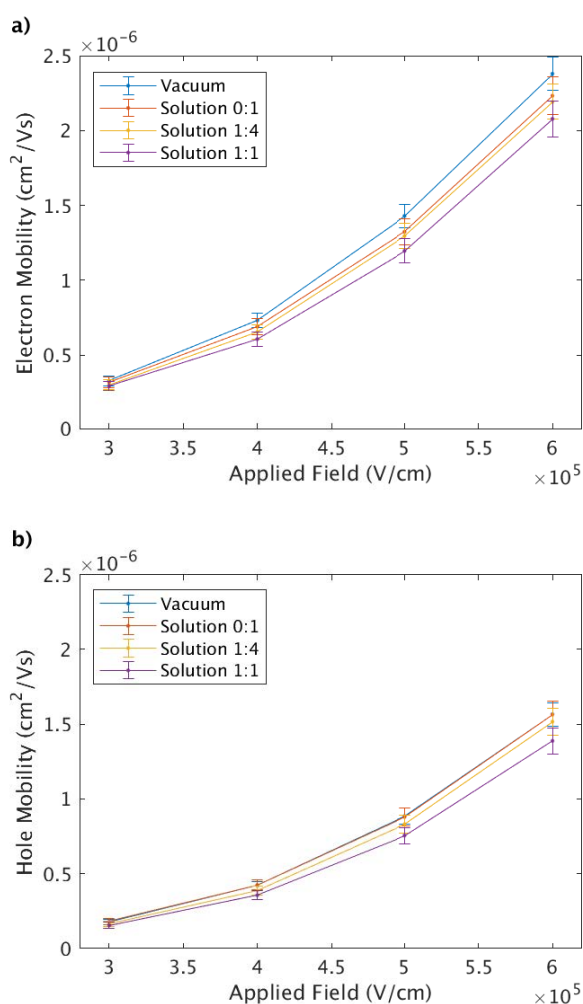 a)
×10⁻⁶
2.5
2
1.5
1
0.5
0
Electron Mobility (cm²/Vs)
Vacuum
Solution 0:1
Solution 1:4
Solution 1:1
3 3.5 4 4.5 5 5.5 6
Applied Field (V/cm)
×10⁵
b)
×10⁻⁶
2.5
2
1.5
1
0.5
0
Hole Mobility (cm²/Vs)
Vacuum
Solution 0:1
Solution 1:4
Solution 1:1
3 3.5 4 4.5 5 5.5 6
Applied Field (V/cm)
×10⁵